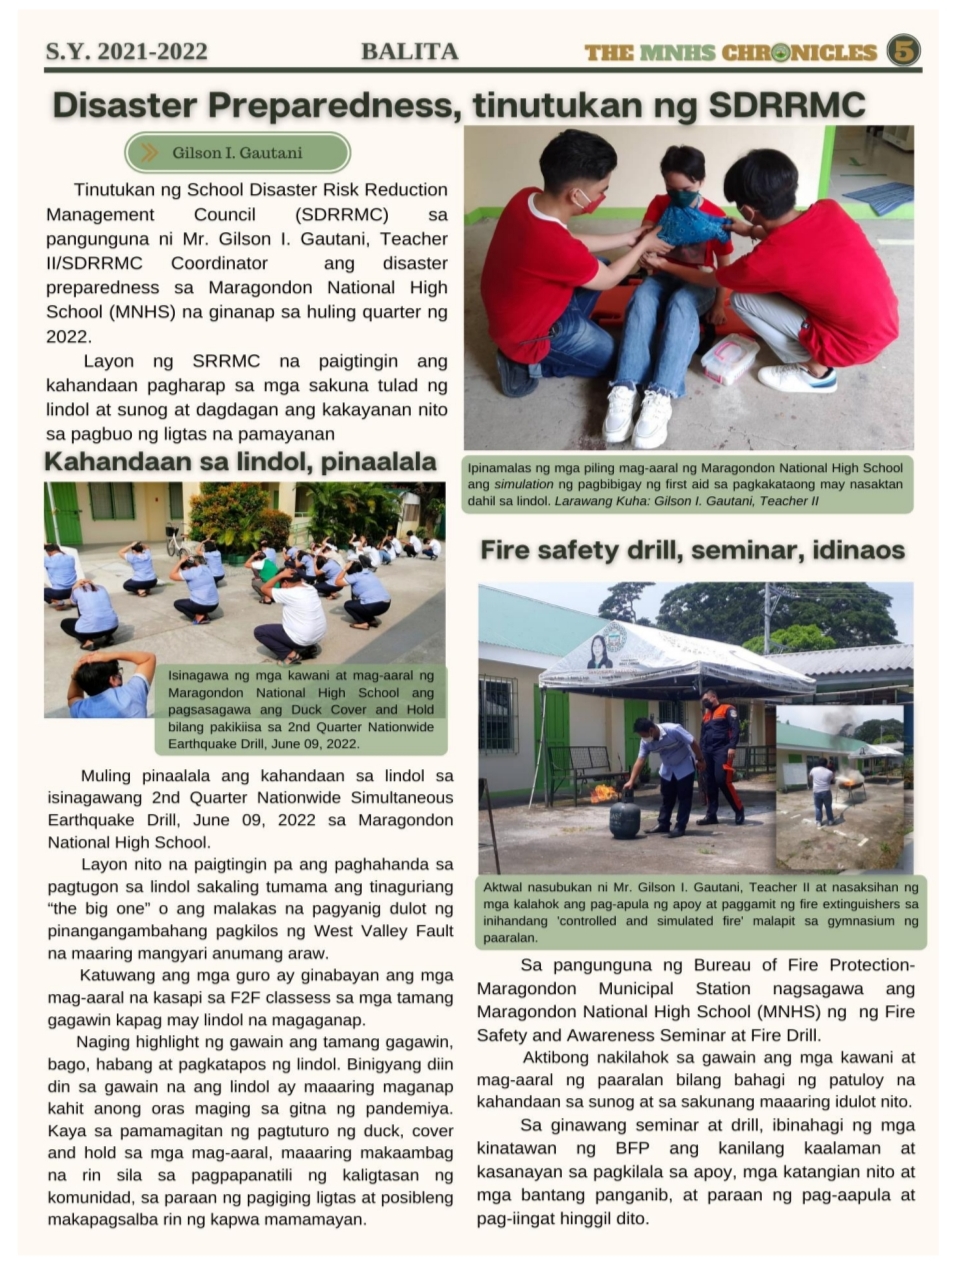 S.Y. 2021-2022
BALITA
THE MNHS CHRONICLES 5
Disaster Preparedness, tinutukan ng SDRRMC
Gilson I. Gautani
Tinutukan ng School Disaster Risk Reduction
Management Council (SDRRMC) sa
pangunguna ni Mr. Gilson I. Gautani, Teacher
II/SDRRMC Coordinator ang disaster
preparedness sa Maragondon National High
School (MNHS) na ginanap sa huling quarter ng
2022.
Layon ng SRRMC na paigtingin ang
kahandaan pagharap sa mga sakuna tulad ng
lindol at sunog at dagdagan ang kakayanan nito
sa pagbuo ng ligtas na pamayanan
Ipinamalas ng mga piling mag-aaral ng Maragondon National High School
ang simulation ng pagbibigay ng first aid sa pagkakataong may nasaktan
dahil sa lindol. Larawang Kuha: Gilson I. Gautani, Teacher II
Kahandaan sa lindol, pinaalala
Isinagawa ng mga kawani at mag-aaral ng
Maragondon National High School ang
pagsasagawa ang Duck Cover and Hold
bilang pakikiisa sa 2nd Quarter Nationwide
Earthquake Drill, June 09, 2022.
Muling pinaalala ang kahandaan sa lindol sa
isinagawang 2nd Quarter Nationwide Simultaneous
Earthquake Drill, June 09, 2022 sa Maragondon
National High School.
Layon nito na paigtingin pa ang paghahanda sa
pagtugon sa lindol sakaling tumama ang tinaguriang
“the big one” o ang malakas na pagyanig dulot ng
pinangangambahang pagkilos ng West Valley Fault
na maaring mangyari anumang araw.
Katuwang ang mga guro ay ginabayan ang mga
mag-aaral na kasapi sa F2F classess sa mga tamang
gagawin kapag may lindol na magaganap.
Naging highlight ng gawain ang tamang gagawin,
bago, habang at pagkatapos ng lindol. Binigyang diin
din sa gawain na ang lindol ay maaaring maganap
kahit anong oras maging sa gitna ng pandemiya.
Kaya sa pamamagitan ng pagtuturo ng duck, cover
and hold sa mga mag-aaral, maaaring makaambag
na rin sila sa pagpapanatili ng kaligtasan ng
komunidad, sa paraan ng pagiging ligtas at posibleng
makapagsalba rin ng kapwa mamamayan.
Fire safety drill, seminar, idinaos
Aktwal nasubukan ni Mr. Gilson I. Gautani, Teacher II at nasaksihan ng
mga kalahok ang pag-apula ng apoy at paggamit ng fire extinguishers sa
inihandang 'controlled and simulated fire' malapit sa gymnasium ng
paaralan.
Sa pangunguna ng Bureau of Fire Protection-
Maragondon Municipal Station nagsagawa ang
Maragondon National High School (MNHS) ng ng Fire
Safety and Awareness Seminar at Fire Drill.
Aktibong nakilahok sa gawain ang mga kawani at
mag-aaral ng paaralan bilang bahagi ng patuloy na
kahandaan sa sunog at sa sakunang maaaring idulot nito.
Sa ginawang seminar at drill, ibinahagi ng mga
kinatawan ng BFP ang kanilang kaalaman at
kasanayan sa pagkilala sa apoy, mga katangian nito at
mga bantang panganib, at paraan ng pag-aapula at
pag-iingat hinggil dito.